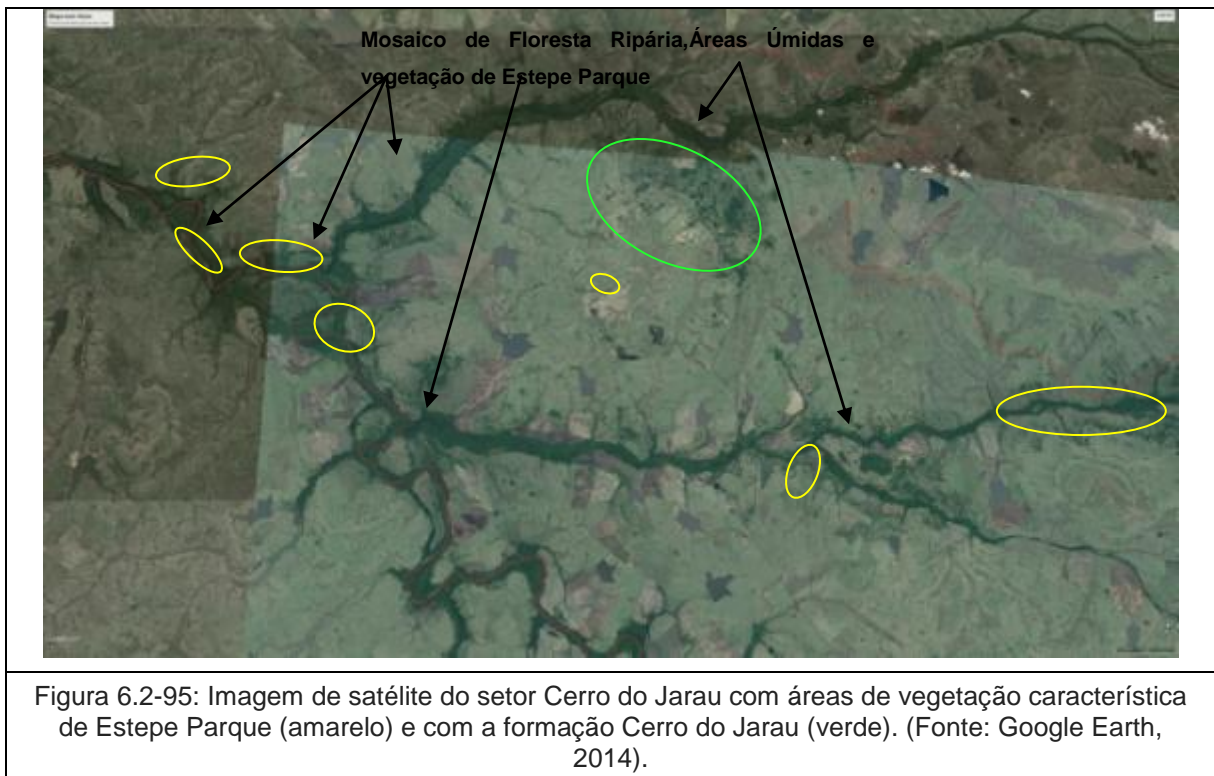 Mosaico de Floresta Ripária,Áreas Úmidas e
vegetação de Estepe Parque
Figura 6.2-95: Imagem de satélite do setor Cerro do Jarau com áreas de vegetação característica
de Estepe Parque (amarelo) e com a formação Cerro do Jarau (verde). (Fonte: Google Earth,
2014).